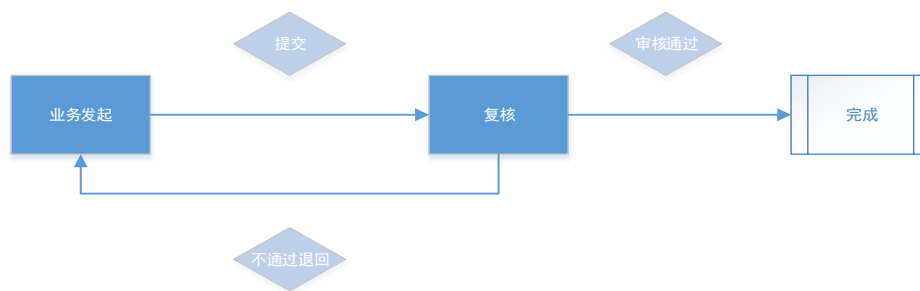 提交
审核通过
业务发起
复核
完成
不通过退回